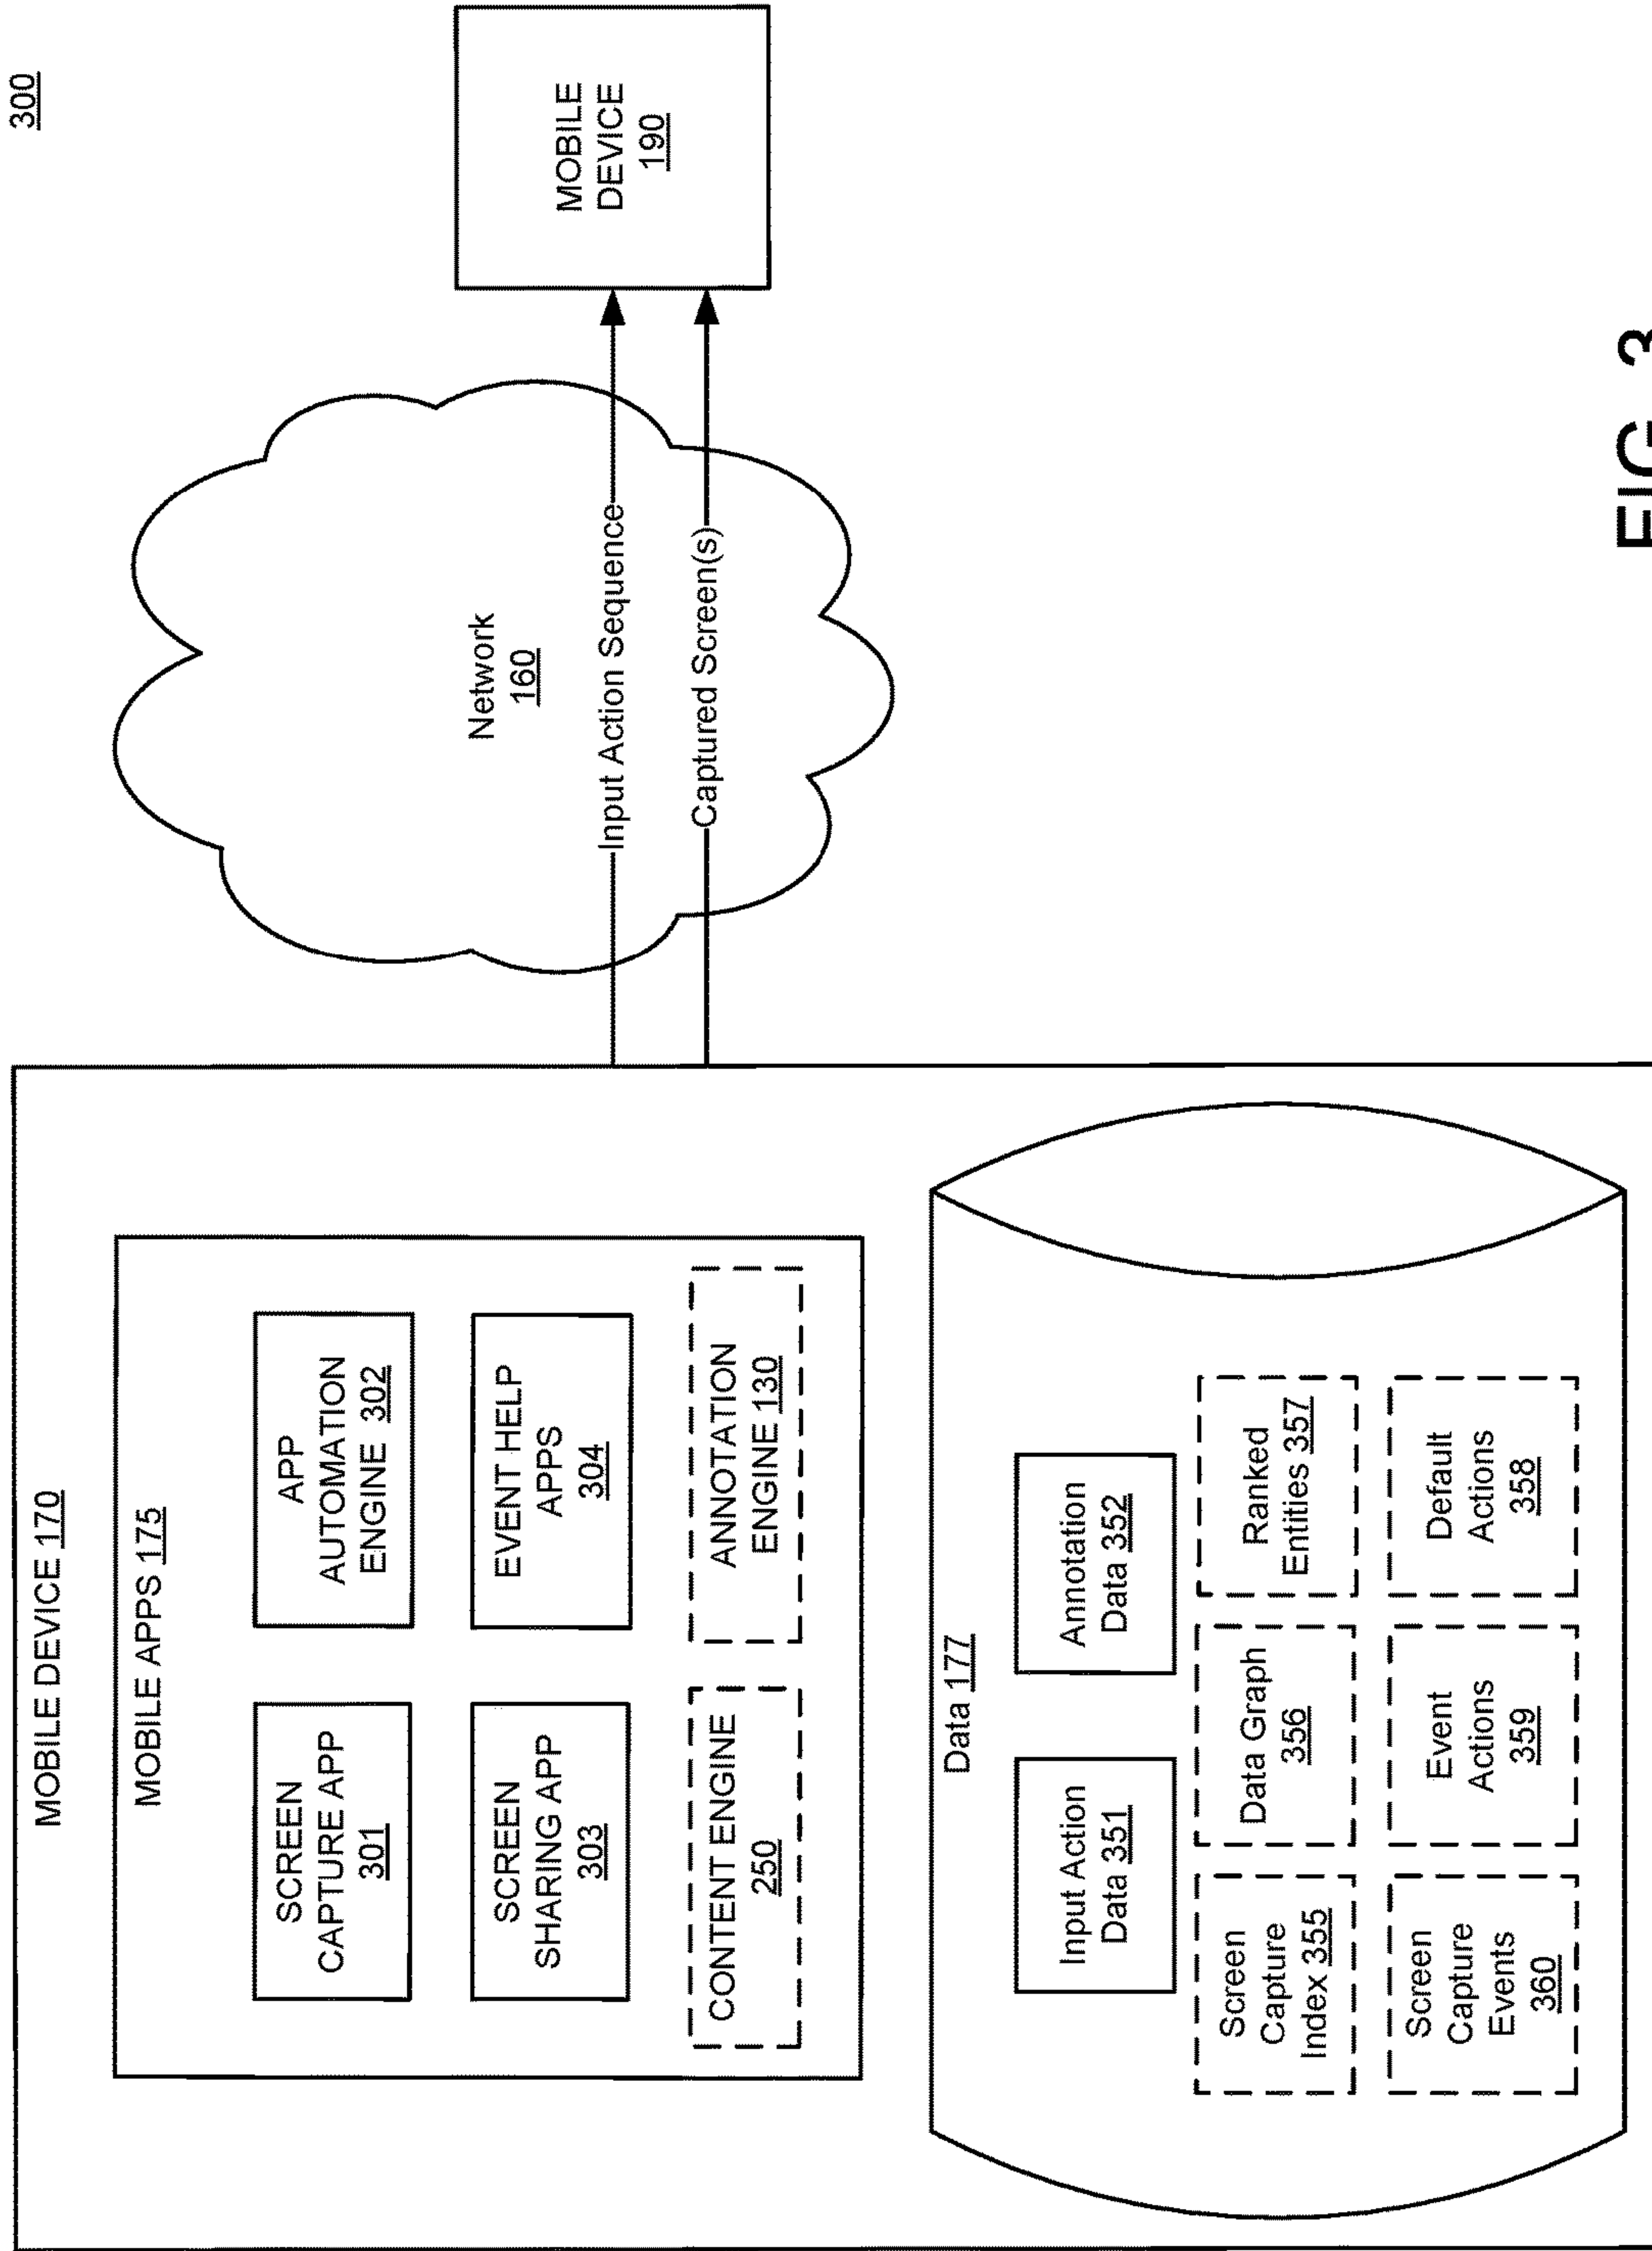 300
MOBILE DEVICE 170
MOBILE APPS 175
SCREEN
CAPTURE APP
301
APP
AUTOMATION
ENGINE 302
SCREEN
SHARING APP
303
EVENT HELP
APPS
304
CONTENT ENGINE
250
ANNOTATION
ENGINE 130
Data 177
Input Action
Data 351
Annotation
Data 352
Screen
Capture
Index 355
Data Graph
356
Ranked
Entities 357
Screen
Capture
Events
360
Event
Actions
359
Default
Actions
358
Network
160
Input Action Sequence
Captured Screen(s)
MOBILE
DEVICE
190
FIG. 3